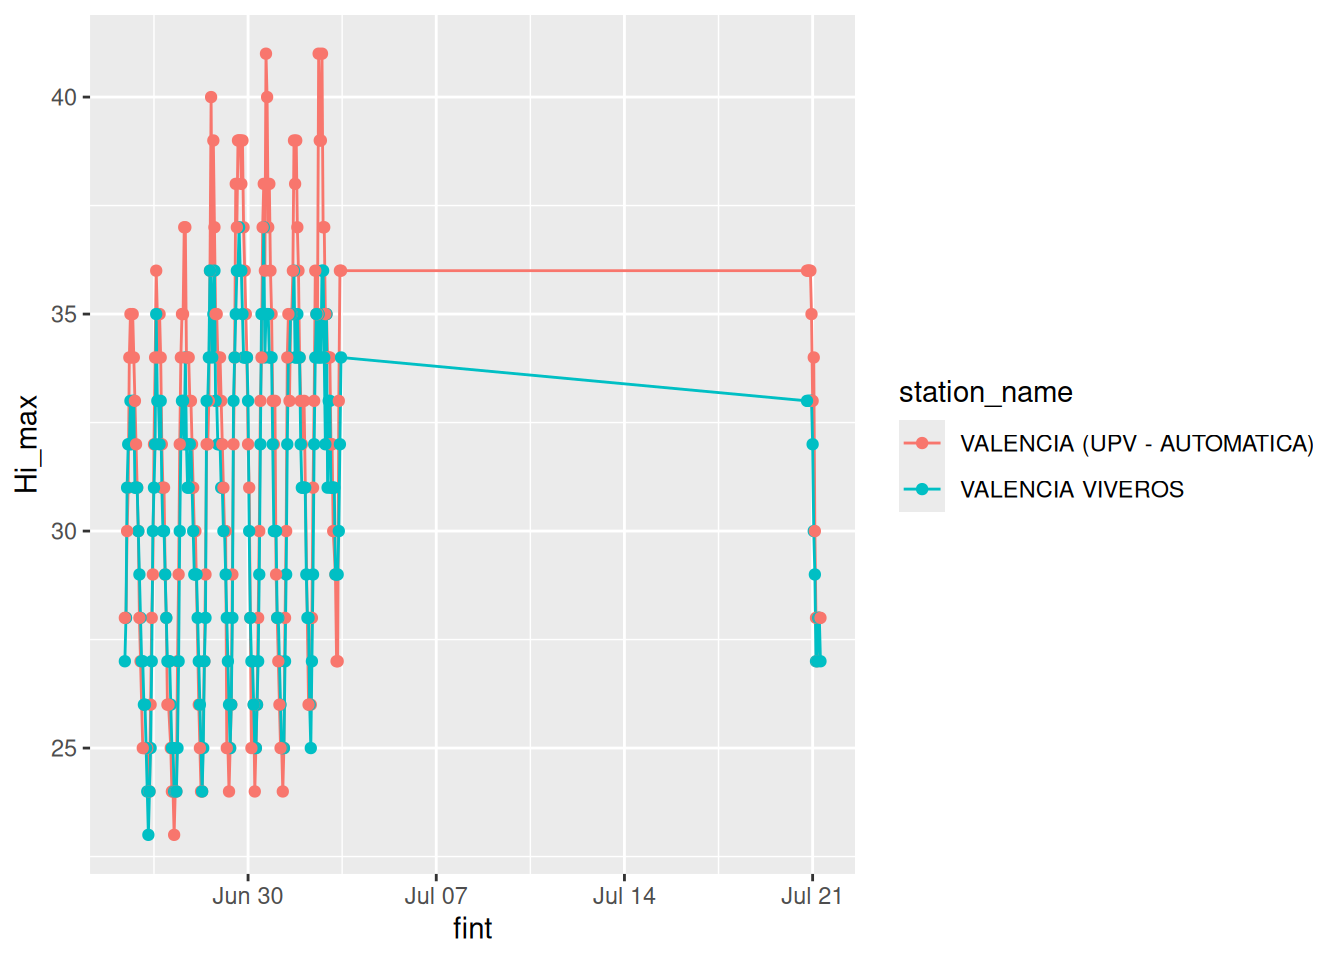 Hi_max
40
35
30
25
Jun 30
Jul 07
Jul 14
Jul 21
fint
station_name
VALENCIA (UPV - AUTOMATICA)
VALENCIA VIVEROS